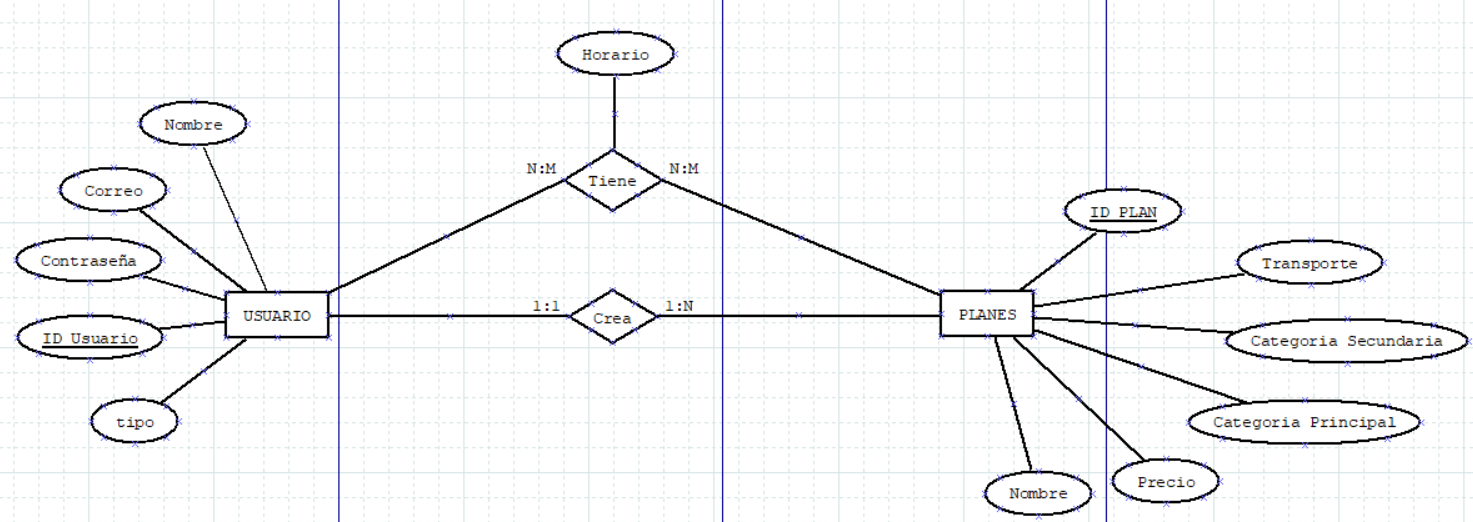 Horario
Nombre
N:M
Tiene
N:M
Correo
ID PLAN
Contraseña
Transporte
USUARIO
1:1
Crea
1:N
PLANES
ID Usuario
Categoria Secundaria
tipo
Categoria Principal
Nombre
Precio